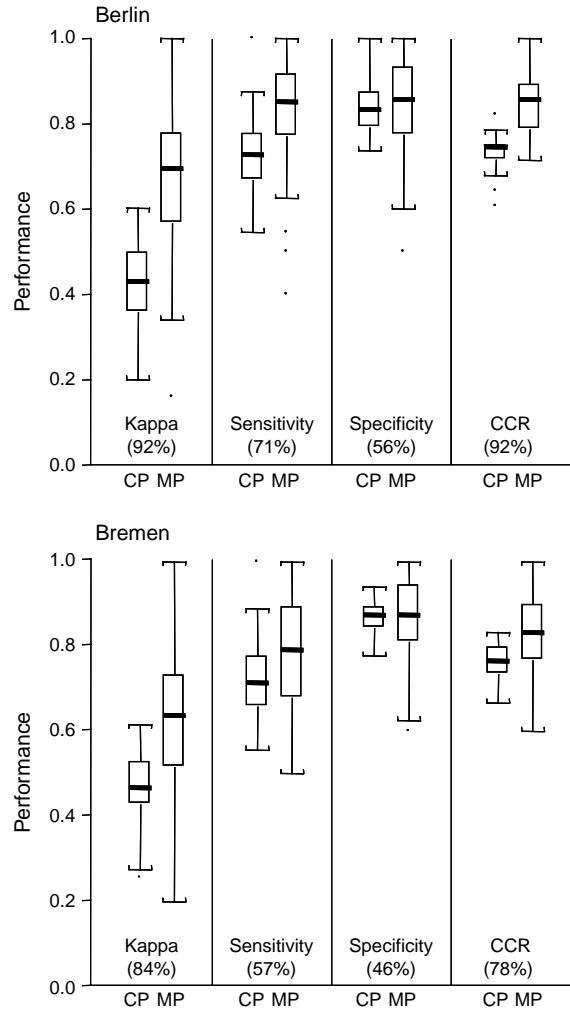 Berlin
1.0
0.8
0.6
0.4
0.2
0.0
Performance
Kappa Sensitivity Specificity CCR
(92%) (71%) (56%) (92%)
CP MP CP MP CP MP CP MP
Bremen
1.0
0.8
0.6
0.4
0.2
0.0
Performance
Kappa Sensitivity Specificity CCR
(84%) (57%) (46%) (78%)
CP MP CP MP CP MP CP MP